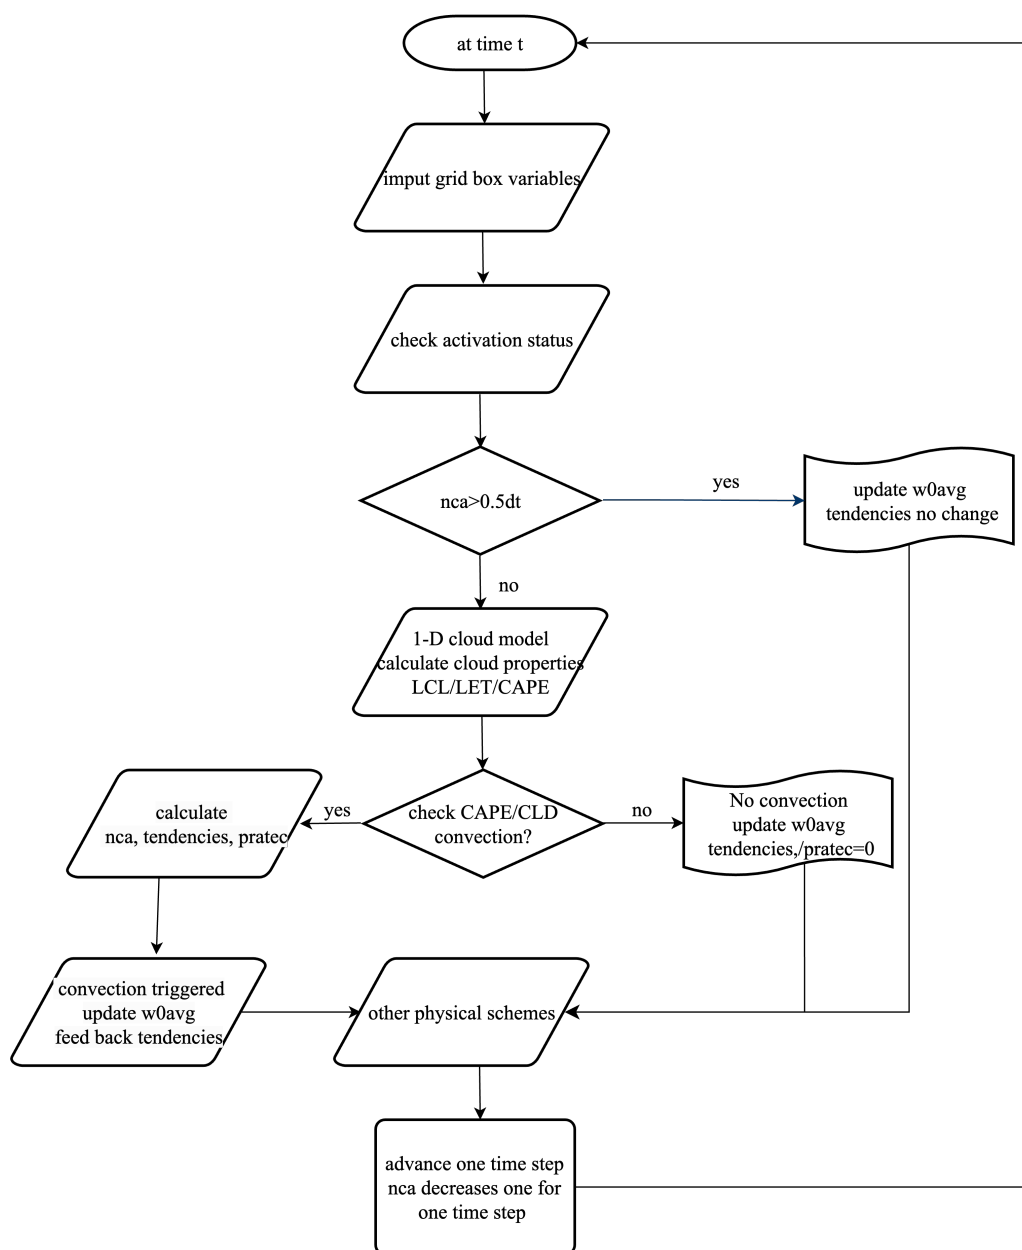 at time t
imput grid box variables
check activation status
nca>0.5dt
yes
update w0avg
tendencies no change
no
1-D cloud model
calculate cloud properties
LCL/LET/CAPE
calculate
nca, tendencies, pratec
yes
check CAPE/CLD
convection?
no
No convection
update w0avg
tendencies,/pratec=0
convection triggered
update w0avg
feed back tendencies
other physical schemes
advance one time step
nca decreases one for
one time step